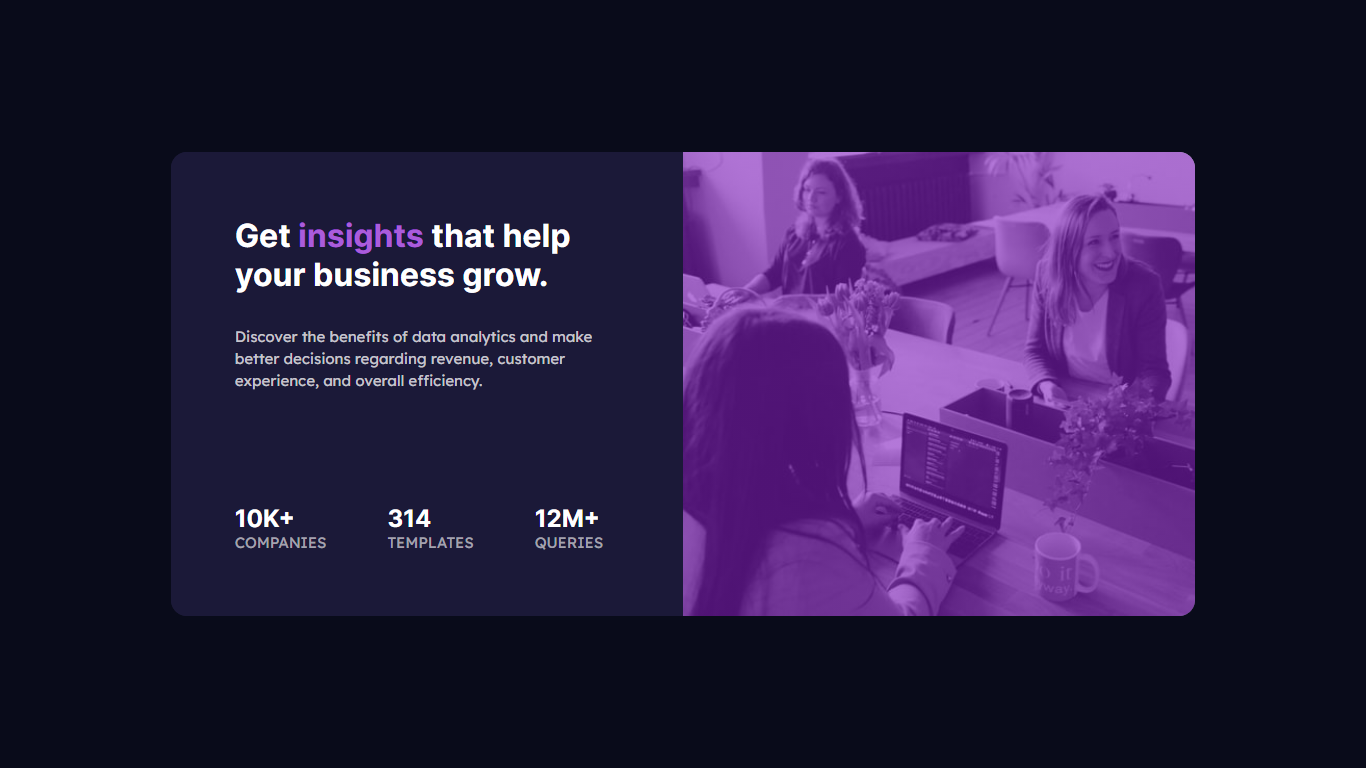 Get insights that help
your business grow.
Discover the benefits of data analytics and make
better decisions regarding revenue, customer
experience, and overall efficiency.
10K+ 314 12M+
COMPANIES TEMPLATES QUERIES